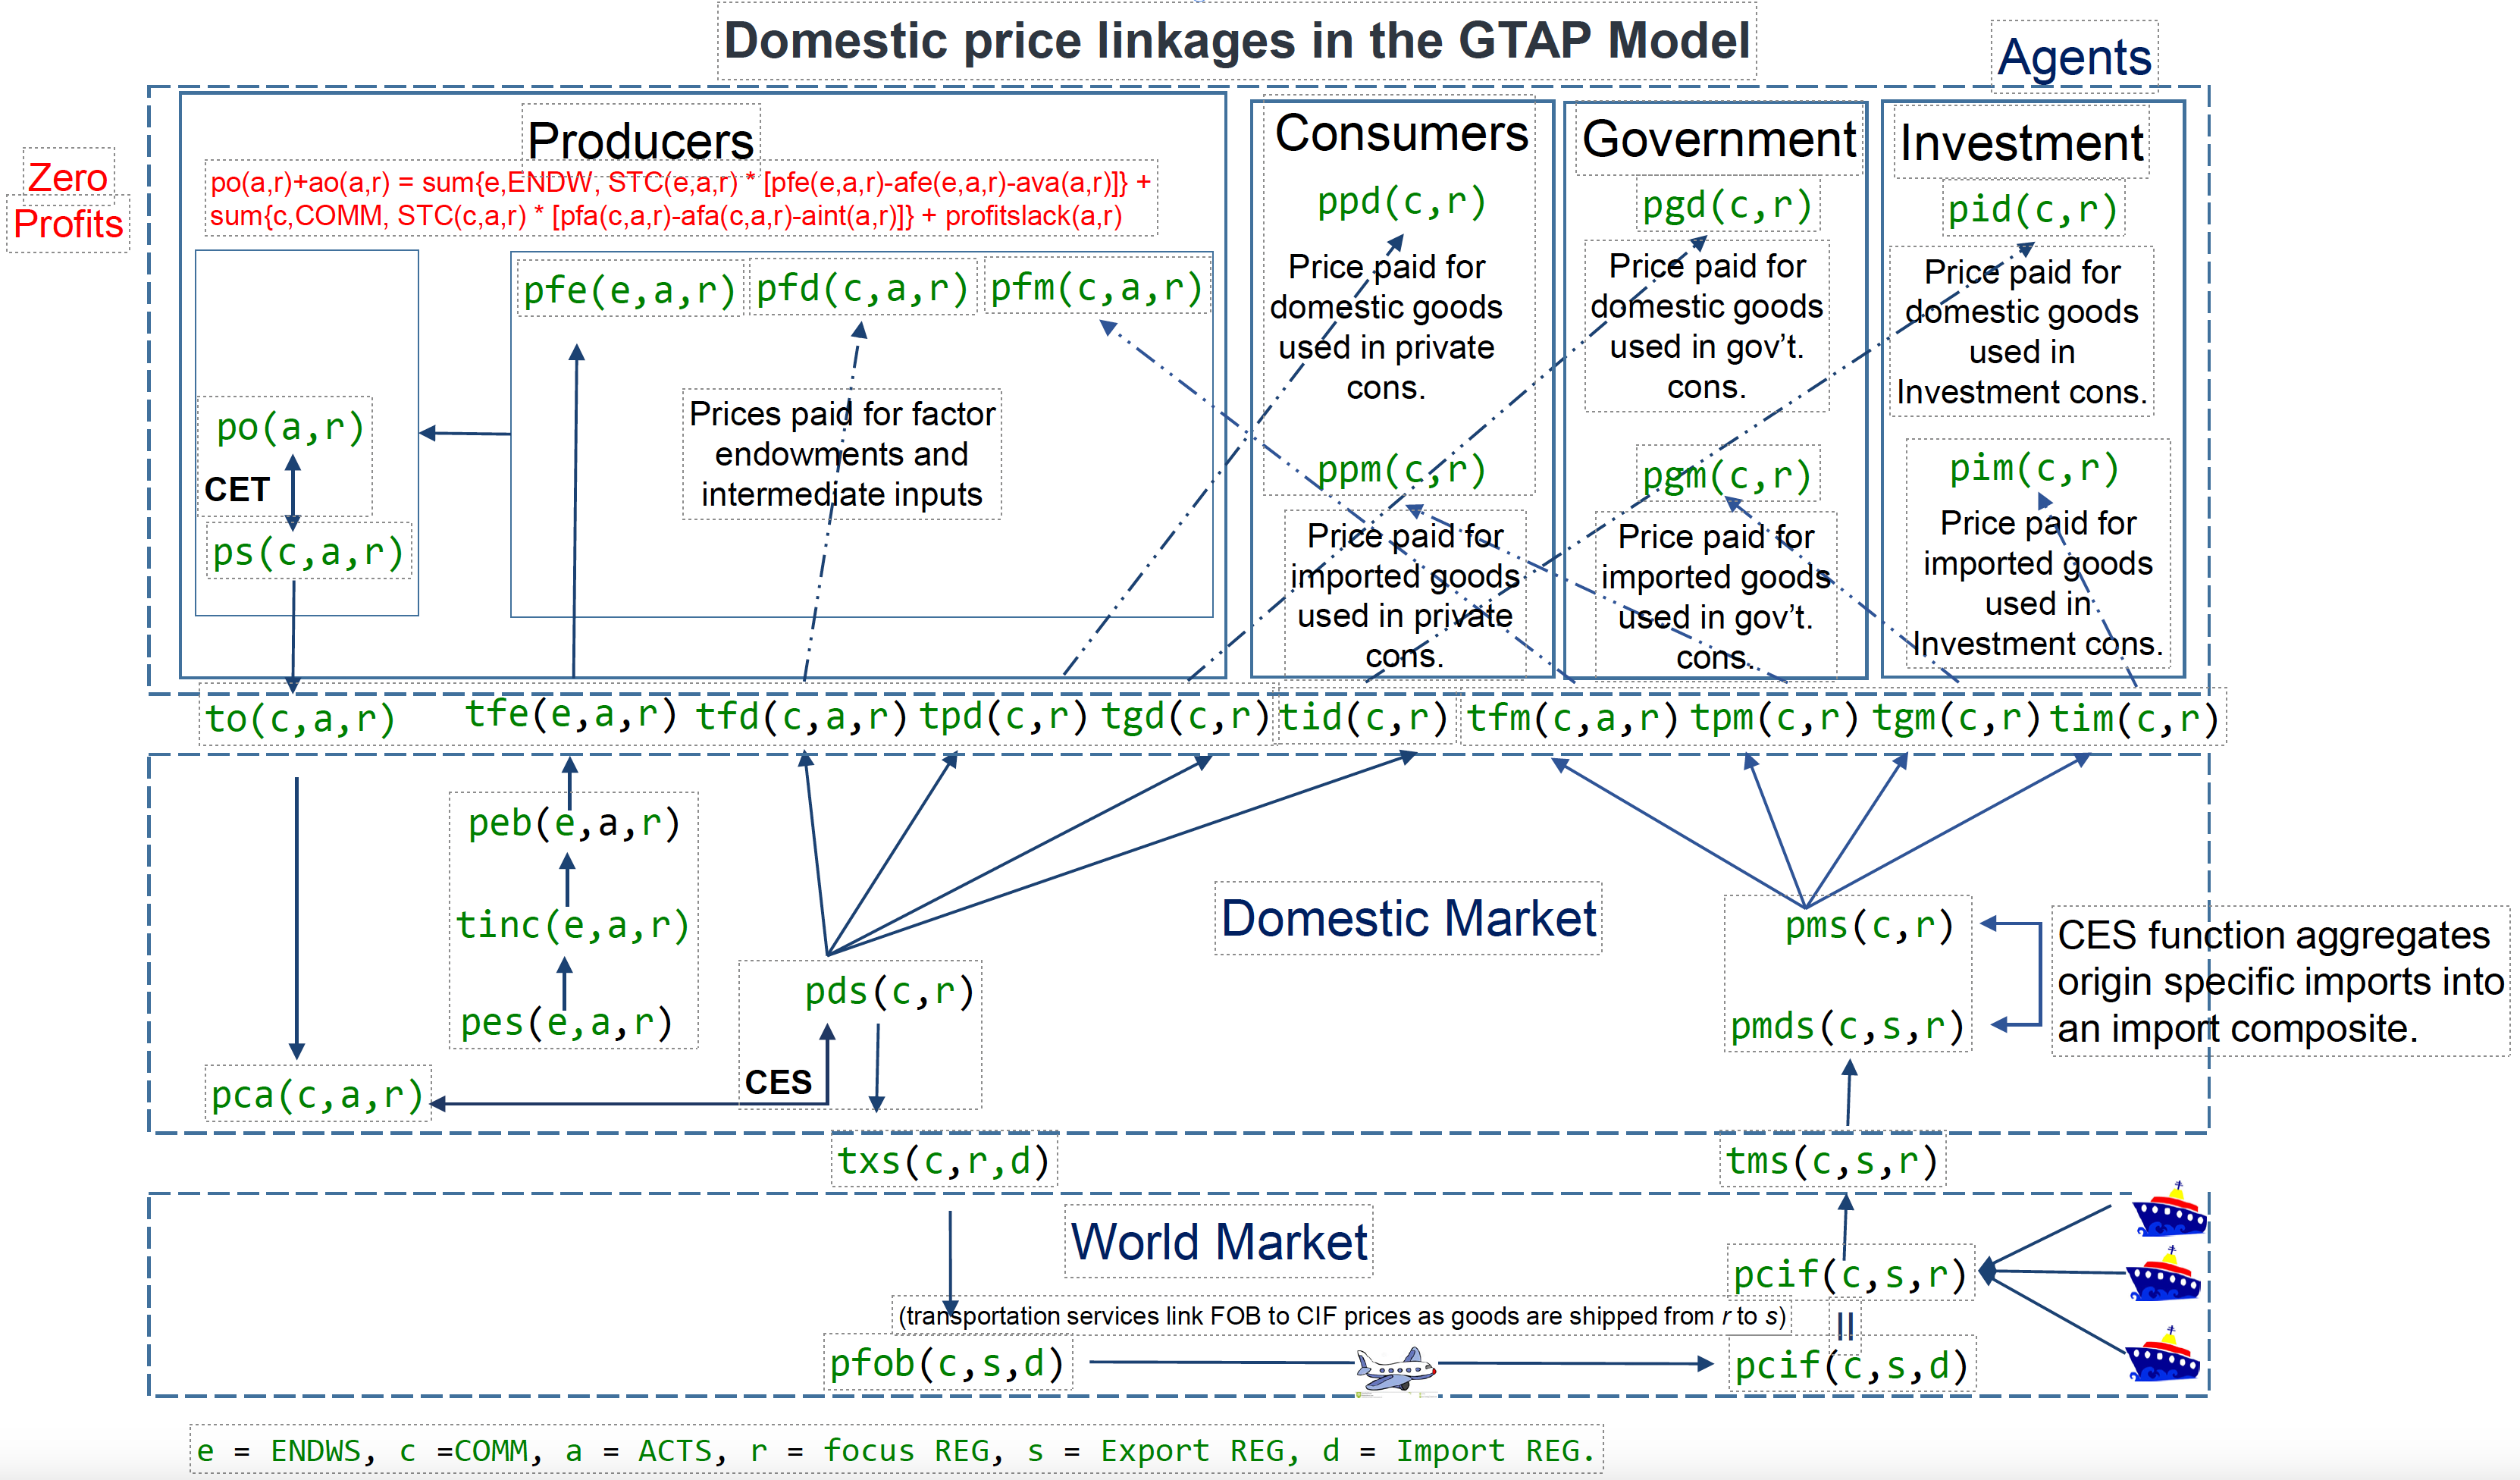 Domestic price linkages in the GTAP Model
Agents
Zero
Profits
Producers
po(a,r)+ao(a,r) = sum{e,ENDW, STC(e,a,r) * [pfe(e,a,r)-afe(e,a,r)-ava(a,r)]} +
sum{c,COMM, STC(c,a,r) * [pfa(c,a,r)-afa(c,a,r)-aint(a,r)]} + profitslack(a,r)
pfe(e,a,r)
pfd(c,a,r)
pfm(c,a,r)
Prices paid for factor
endowments and
intermediate inputs
po(a,r)
CET
ps(c,a,r)
Consumers
ppd(c,r)
Price paid for
domestic goods
used in private
cons.
ppm(c,r)
Price paid for
imported goods
used in private
cons.
Government
pgd(c,r)
Price paid for
domestic goods
used in gov’t.
cons.
pgm(c,r)
Price paid for
imported goods
used in gov’t.
cons.
Investment
pid(c,r)
Price paid for
domestic goods
used in
Investment cons.
pim(c,r)
Price paid for
imported goods
used in
Investment cons.
to(c,a,r) tfe(e,a,r) tfd(c,a,r) tpd(c,r) tgd(c,r) tid(c,r) tfm(c,a,r) tpm(c,r) tgm(c,r) tim(c,r)
peb(e,a,r)
tinc(e,a,r)
pes(e,a,r)
pca(c,a,r)
pds(c,r)
CES
Domestic Market
pms(c,r)
pmds(c,s,r)
CES function aggregates
origin specific imports into
an import composite.
txs(c,r,d)
tms(c,s,r)
World Market
pcif(c,s,r)
(transportation services link FOB to CIF prices as goods are shipped from r to s)
=
pfob(c,s,d)
pcif(c,s,d)
e = ENDWS, c =COMM, a = ACTS, r = focus REG, s = Export REG, d = Import REG.